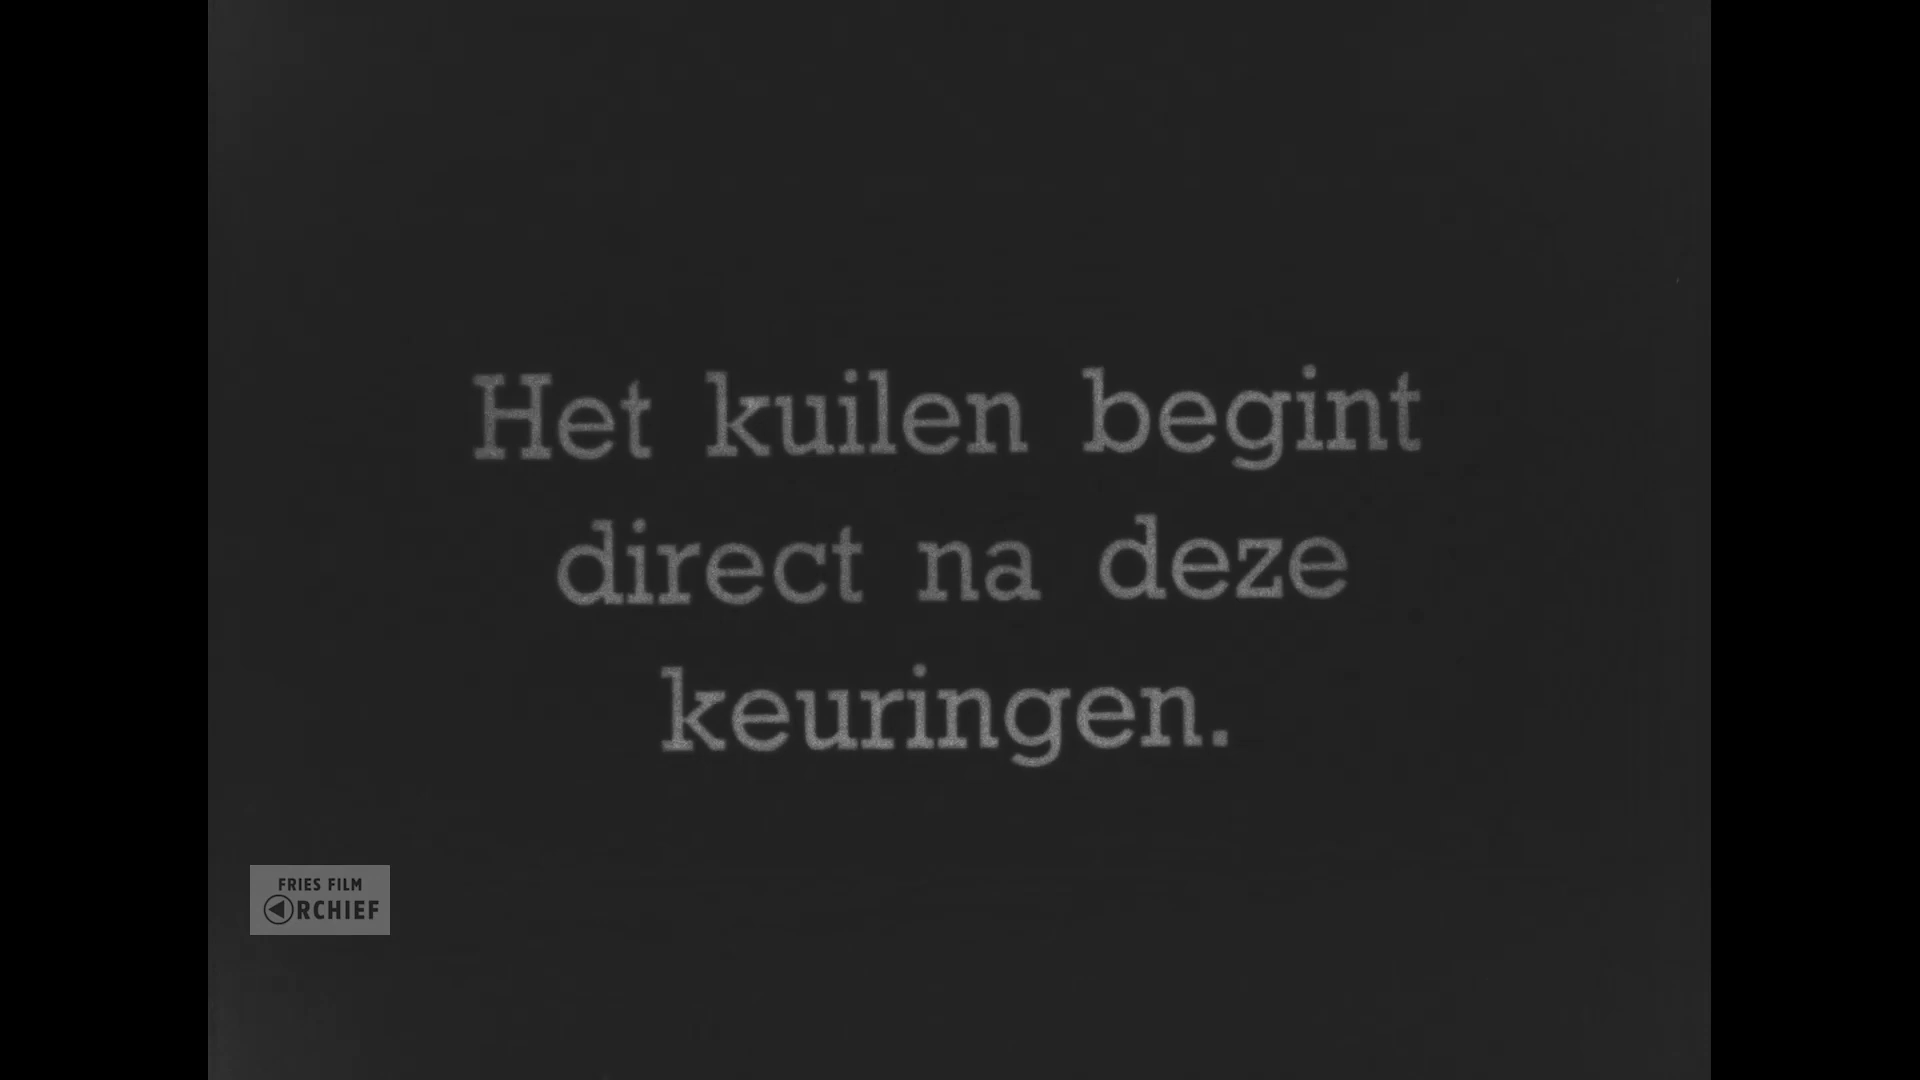 Het kuilen begint
direct na deze
keuringen.
FRIES FILM
ARCHIEF